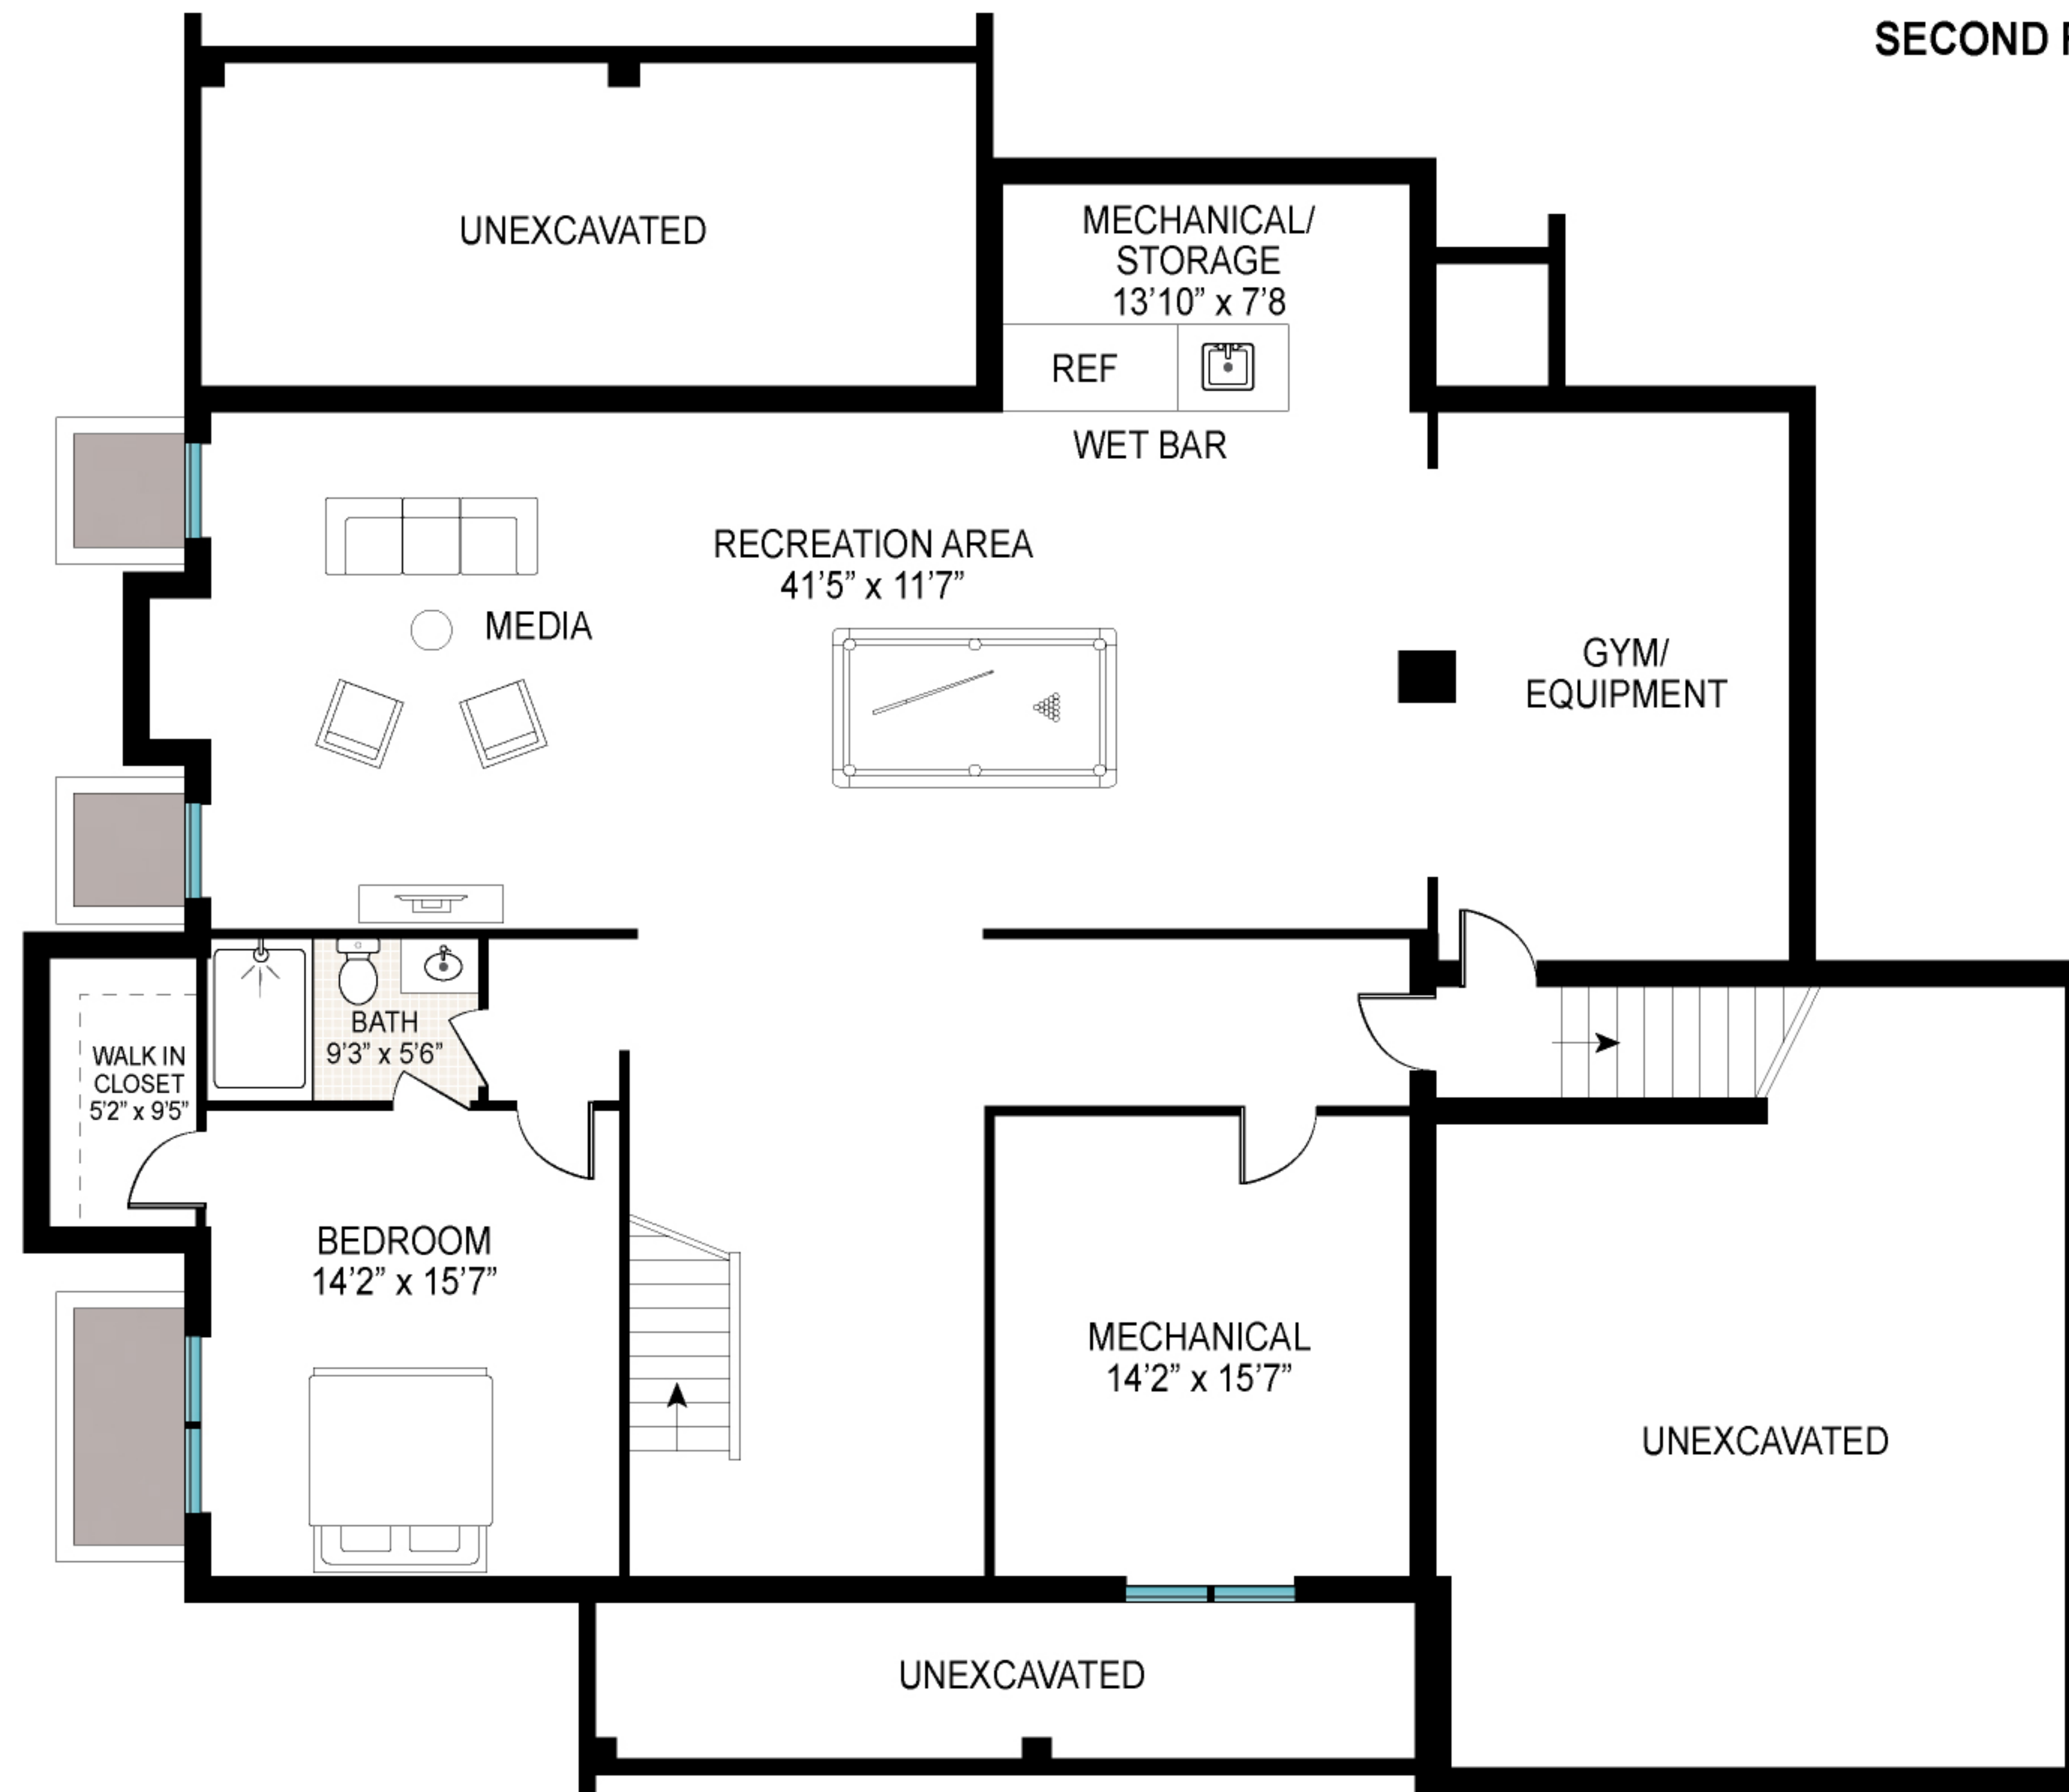 SECOND
UNEXCAVATED
MECHANICAL/
STORAGE
13’10” x 7’8
REF
WET BAR
RECREATION AREA
41’5” x 11’7”
MEDIA
GYM/
EQUIPMENT
BATH
9’3” x 5’6”
WALK IN
CLOSET
5’2” x 9’5”
BEDROOM
14’2” x 15’7”
MECHANICAL
14’2” x 15’7”
UNEXCAVATED
UNEXCAVATED